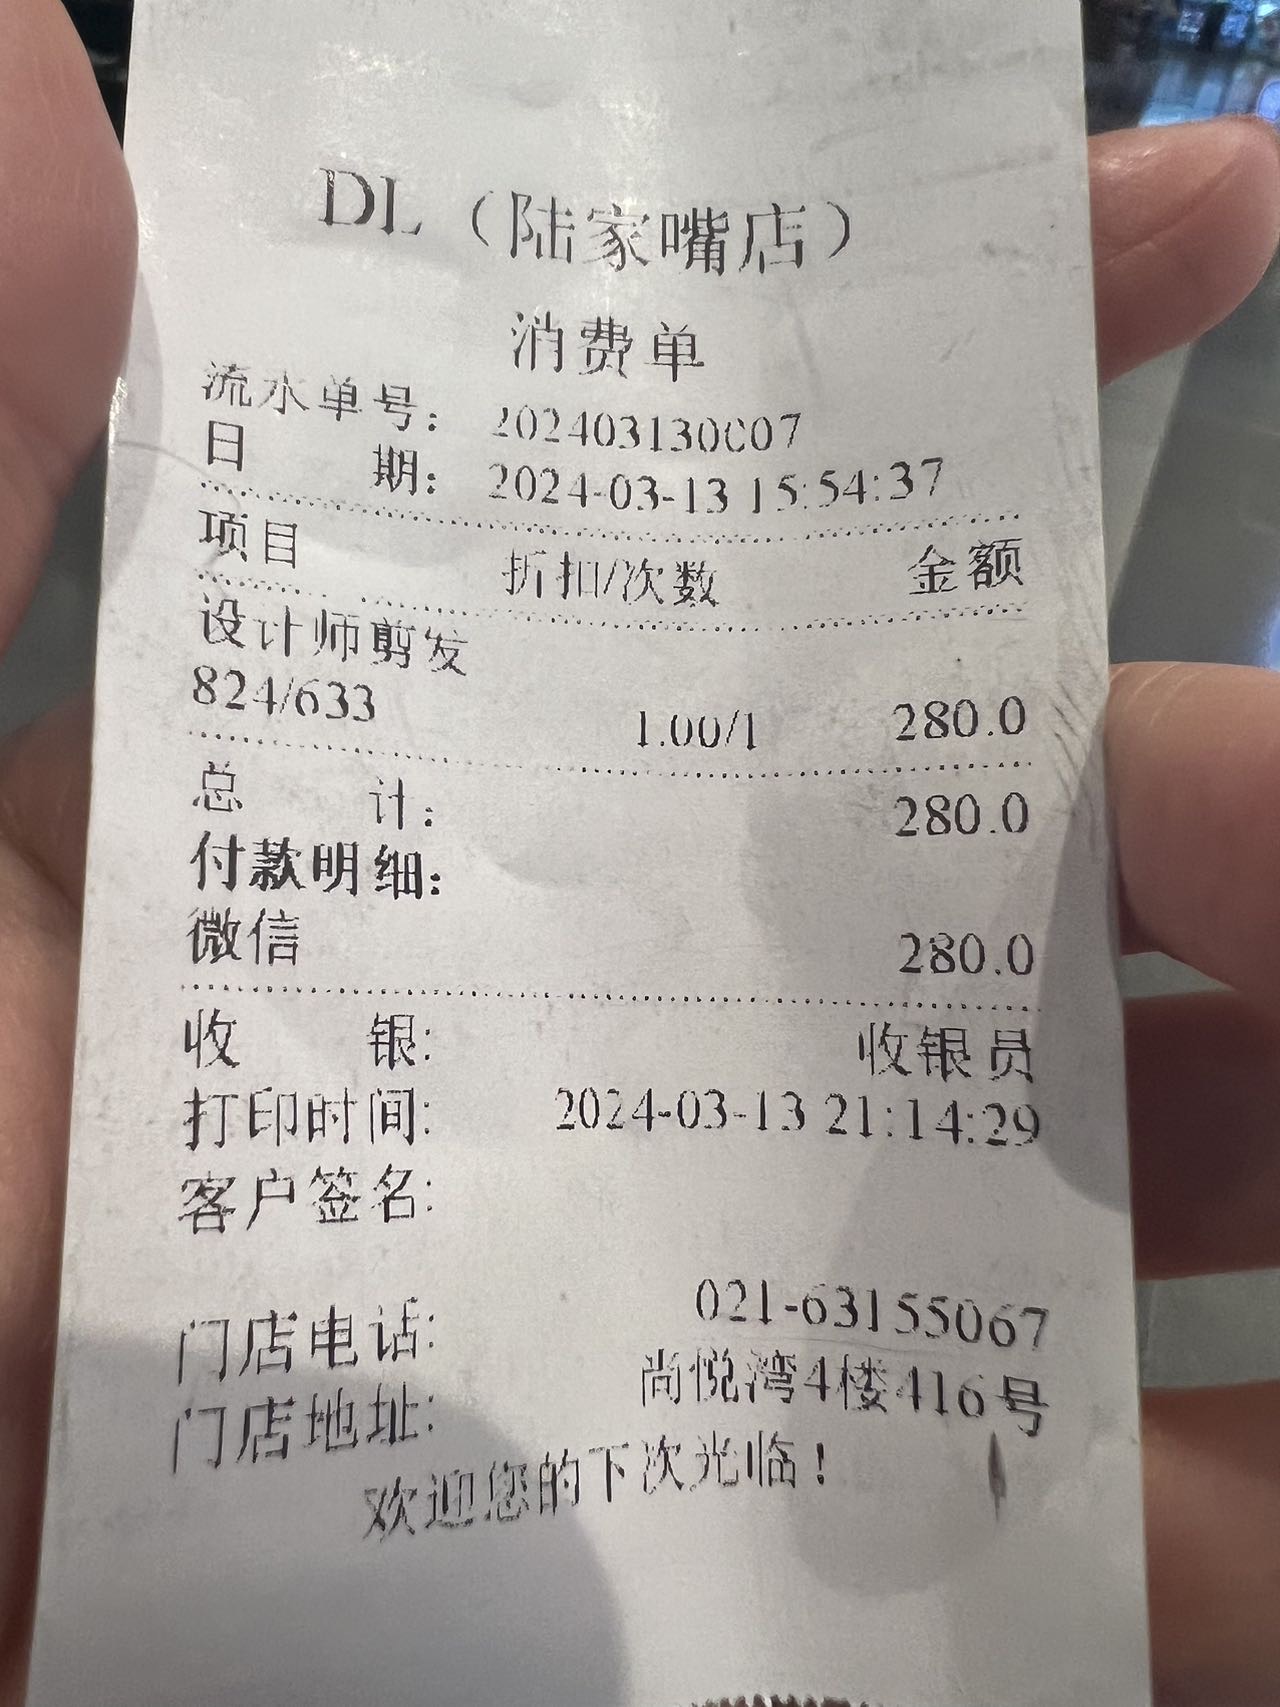 DL（陆家嘴店）
消费单
流水单号： 202403130007
日 期： 2024-03-13 15:54:37
项目 折扣/次数 金额
设计师剪发
824/633 1.00/1 280.0
总 计： 280.0
付款明细：
微信 280.0
收 银: 收银员
打印时间: 2024-03-13 21:14:29
客户签名:
门店电话: 021-63155067
门店地址: 尚悦湾4楼416号
欢迎您的下次光临！